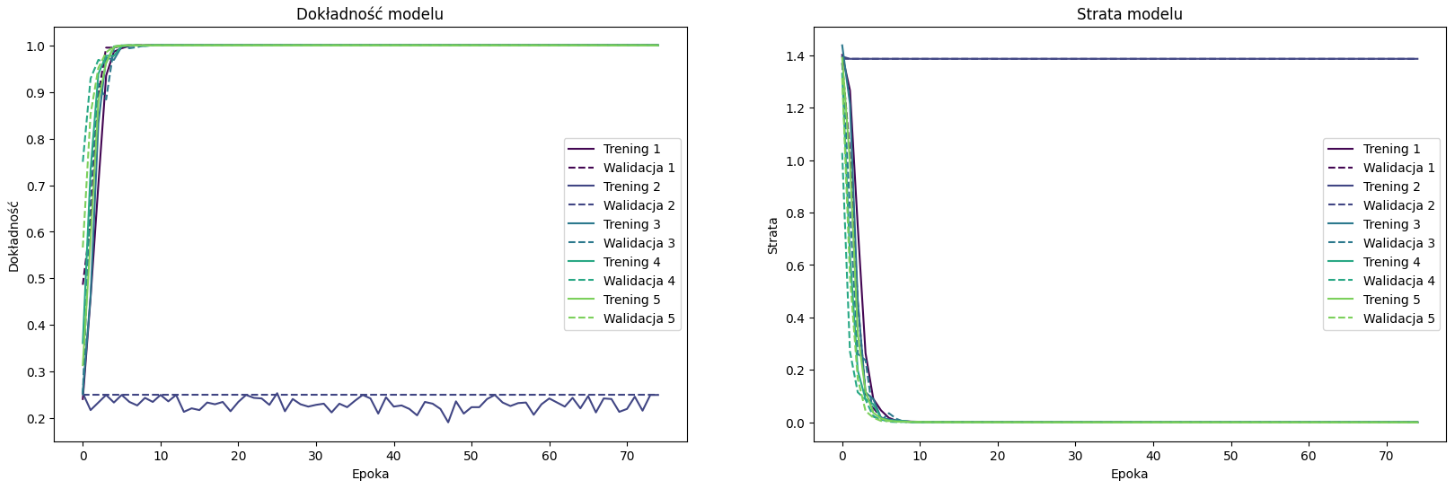 Dokładność modelu
Dokładność
1.0
0.9
0.8
0.7
0.6
0.5
0.4
0.3
0.2
Trening 1
Walidacja 1
Trening 2
Walidacja 2
Trening 3
Walidacja 3
Trening 4
Walidacja 4
Trening 5
Walidacja 5
0 10 20 30 40 50 60 70
Epoka
Strata modelu
Strata
1.4
1.2
1.0
0.8
0.6
0.4
0.2
0.0
Trening 1
Walidacja 1
Trening 2
Walidacja 2
Trening 3
Walidacja 3
Trening 4
Walidacja 4
Trening 5
Walidacja 5
0 10 20 30 40 50 60 70
Epoka